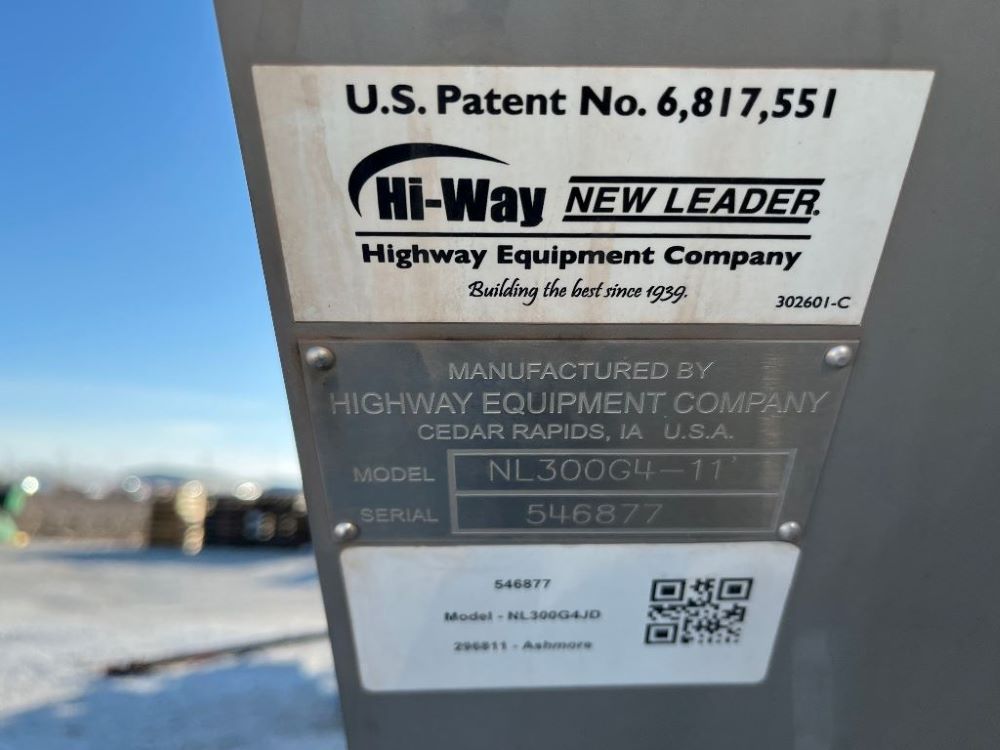 U.S. Patent No. 6,817,551
Hi-Way NEW LEADER.
Highway Equipment Company
Building the best since 1939.
302601-C
MANUFACTURED BY
HIGHWAY EQUIPMENT COMPANY
CEDAR RAPIDS, IA U.S.A.
MODEL NL300G4-11'
SERIAL 546877
546877
Model - NL300G4JD
296811 - Ashmore